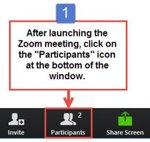 1
After launching the
Zoom meeting, click on
the "Participants" icon
at the bottom of the
window.
2
Invite
Participants
Share Screen